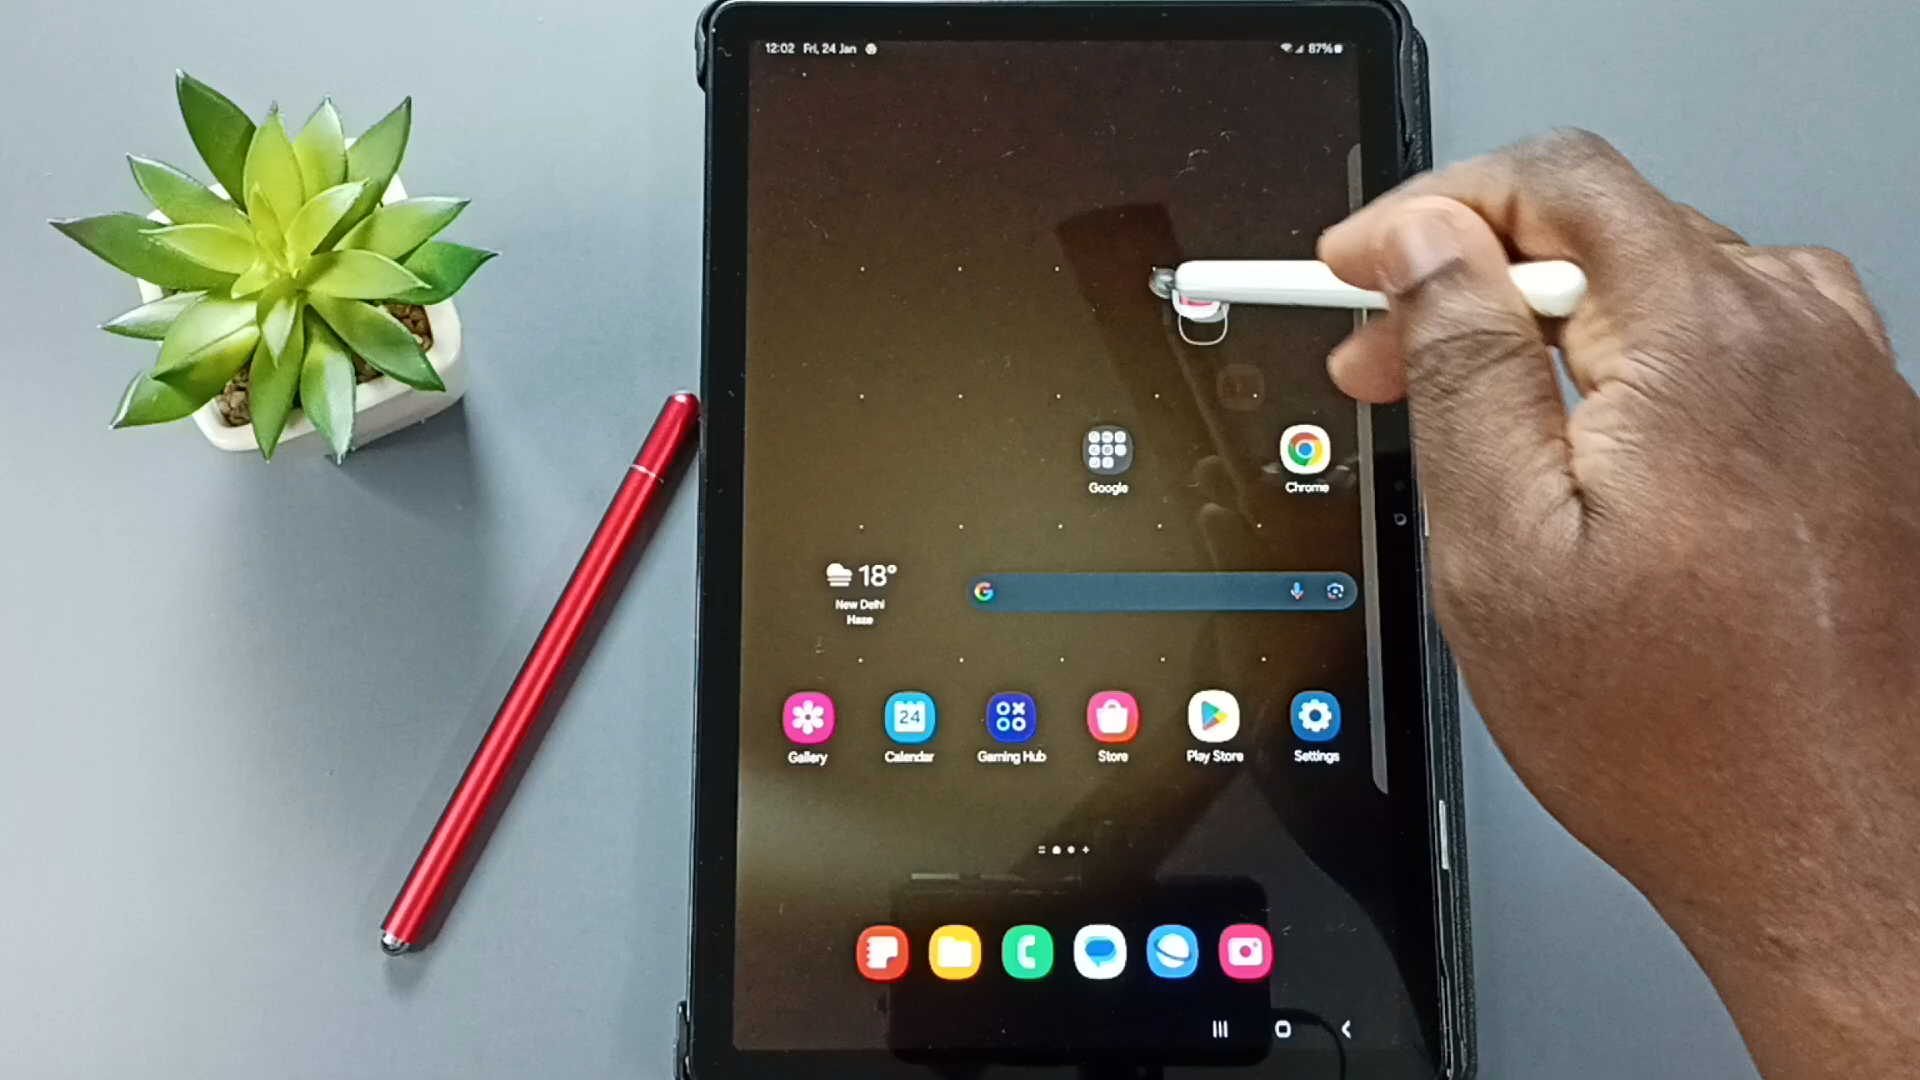 12:02 Fri, 24 Jan
87%
Google
Chrome
18°
New Delhi
Haze
24
Gallery
Calendar
Gaming Hub
Store
Play Store
Settings